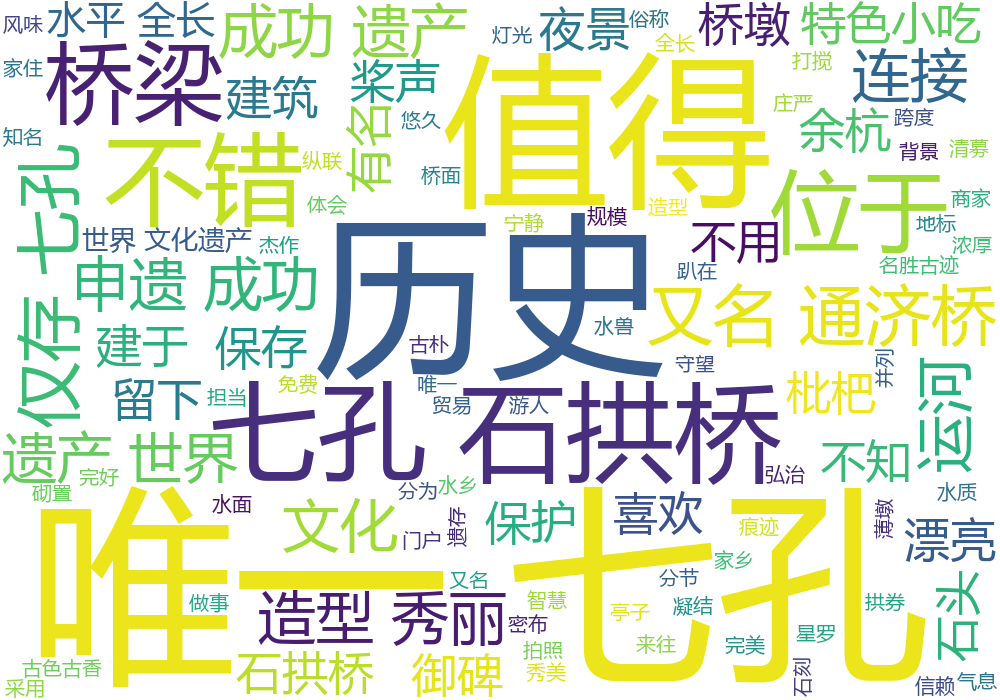 风味
水平 全长
成功 遗产
灯光
夜景
俗称
全长
桥墩
特色小吃
家住
桥梁
建筑
桨声
值得
打搅
庄严
连接
知名
不错
有名
悠久
余杭
跨度
背景
清募
纵联
桥面
仅存 七孔
体会
世界 文化遗产
杰作
宁静
规模
造型
不用
位于
商家
地标
浓厚
名胜古迹
申遗 成功
历史
趴在
又名 通济桥
水兽
建于
保存
古朴
守望
并列
留下
担当
免费
唯一
贸易
游人
枇杷
运河
七孔 石拱桥
遗产 世界
完好
砌置
弘治
不知
水面
分为
水乡
水质
文化
门户
遗存
保护
喜欢
痕迹
薄墩
漂亮
唯一 七孔
家乡
又名
分节
做事
造型 秀丽
密布
智慧
亭子
凝结
拱券
石头
来往
完美
星罗
古色古香
采用
石拱桥
御碑
拍照
秀美
石刻
信赖
气息